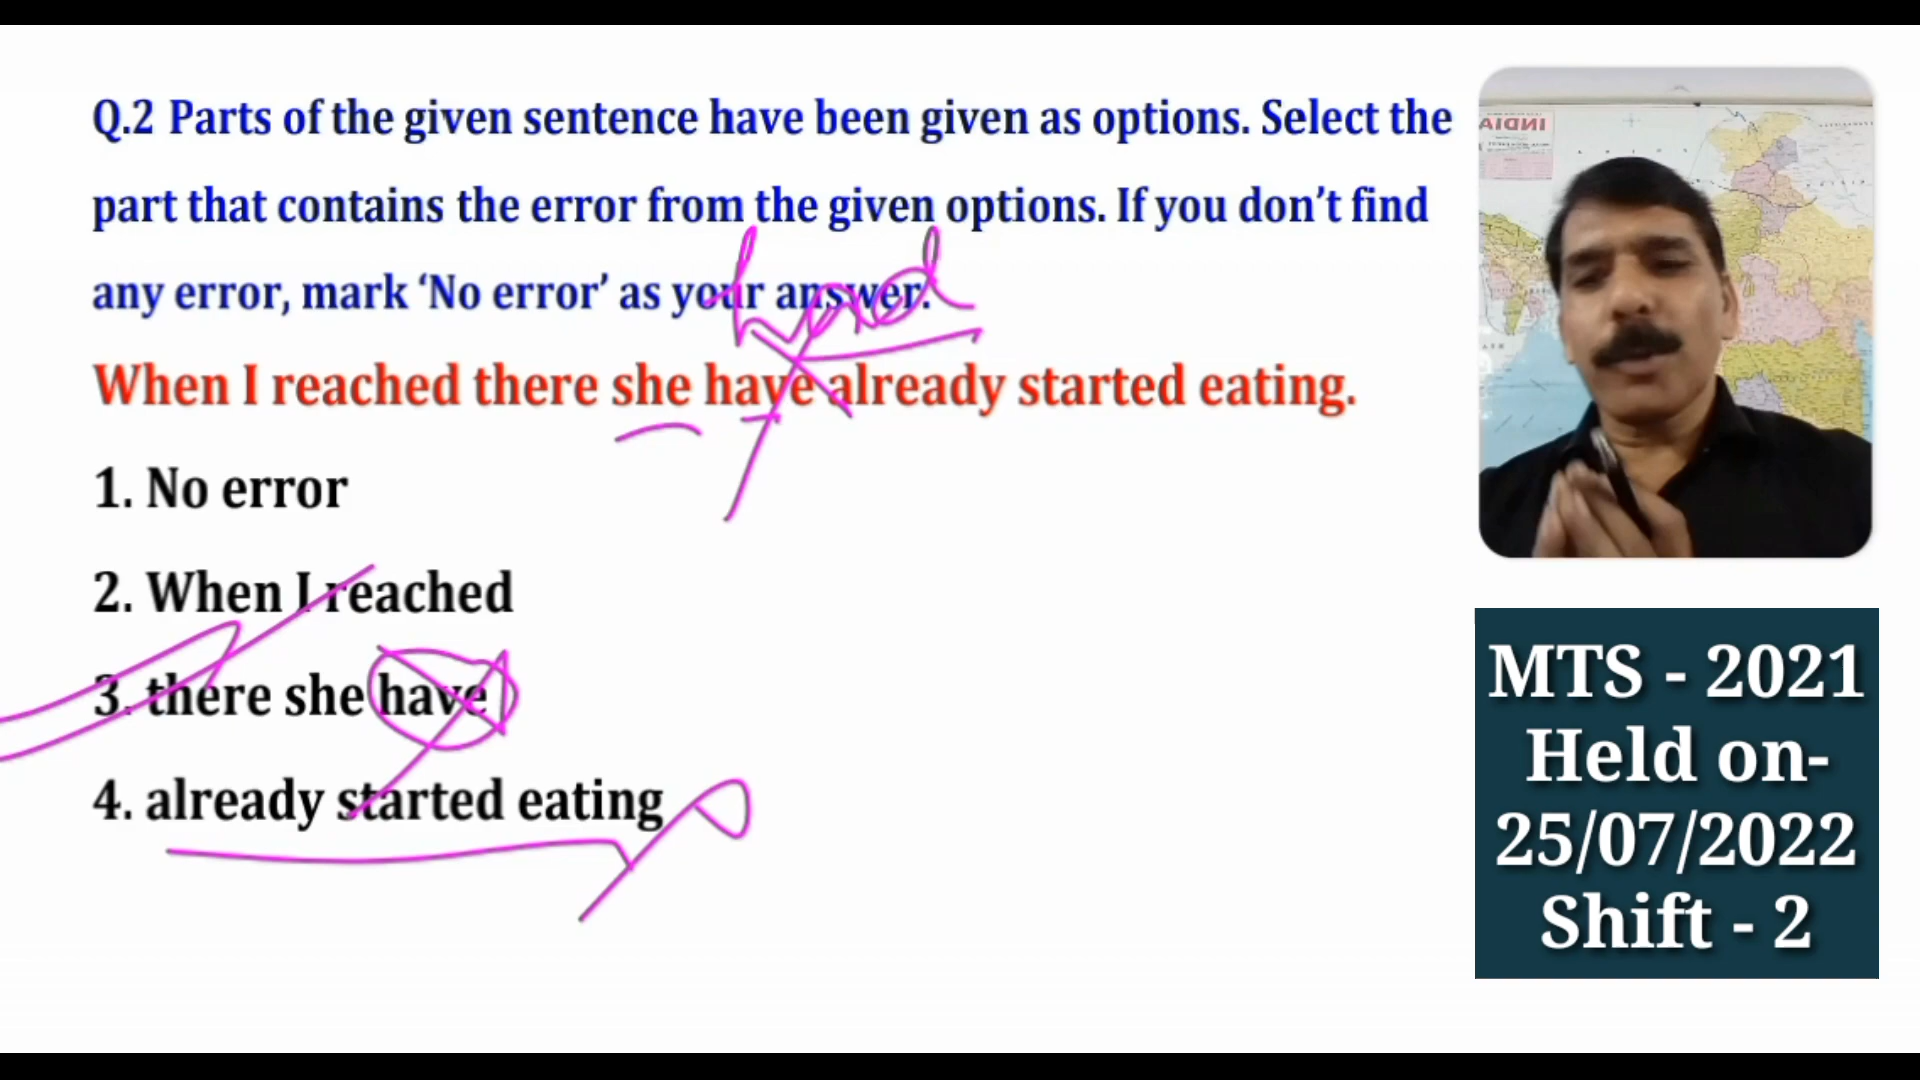 Q.2 Parts of the given sentence have been given as options. Select the
part that contains the error from the given options. If you don't find
any error, mark ‘No error’ as your answer.
had
When I reached there she have already started eating.
1. No error
2. When I reached
3. there she have
4. already started eating
INDIA
MTS - 2021
Held on-
25/07/2022
Shift - 2